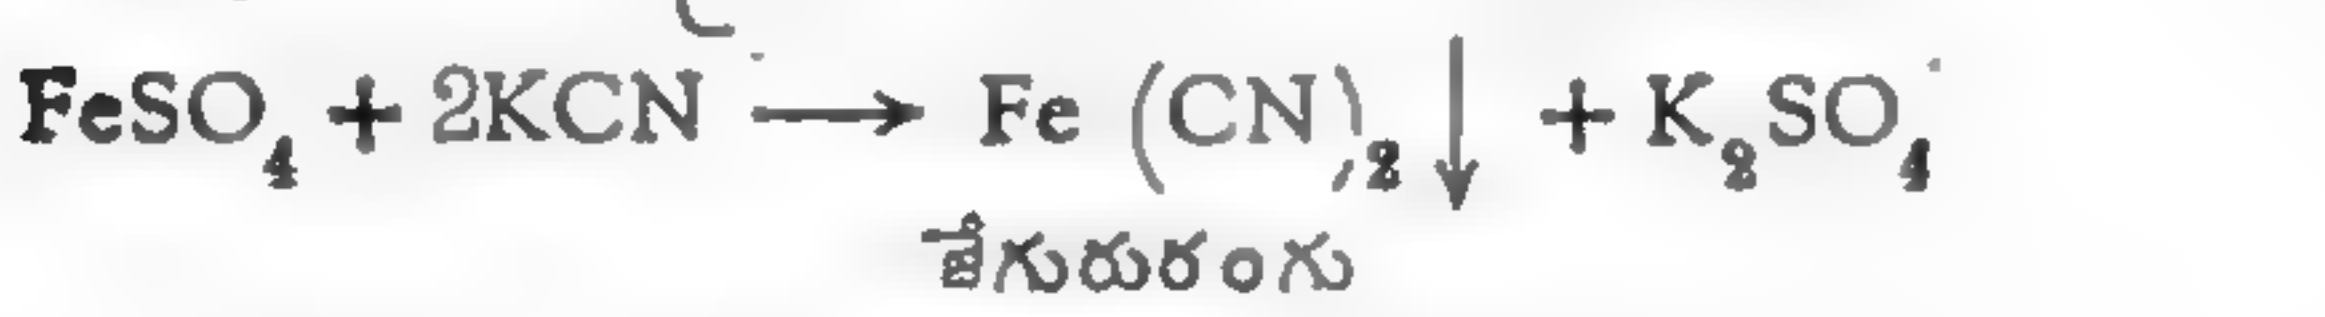 FeSO₄ + 2KCN ⟶ Fe (CN)₂ ↓ + K₂SO₄
జేగురురంగు